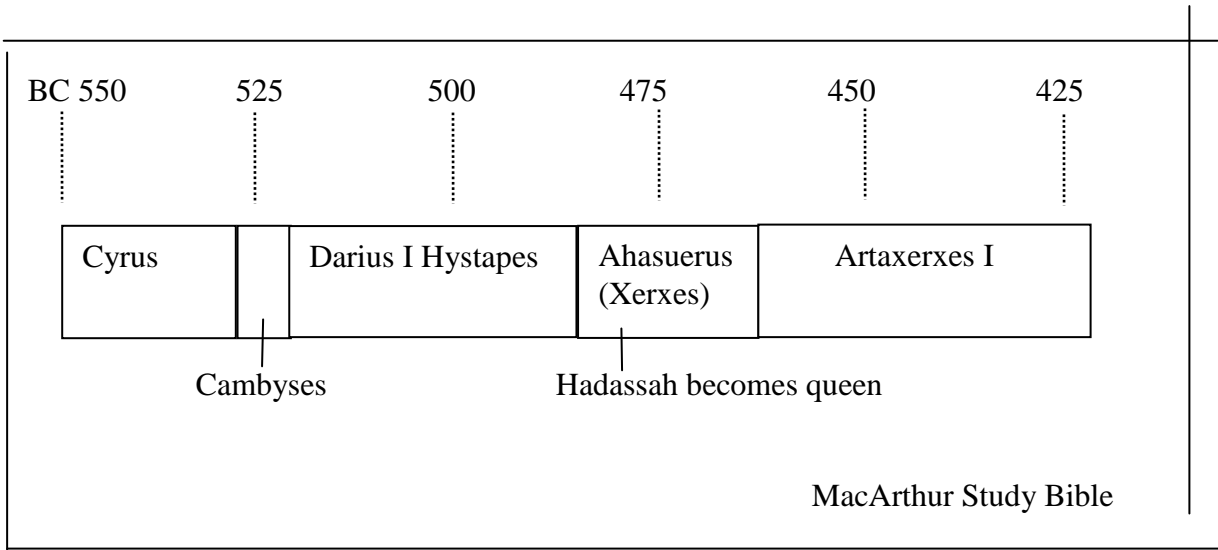 BC 550 525 500 475 450 425
Cyrus Darius I Hystapes Ahasuerus Artaxerxes I
(Xerxes)
Cambyses Hadassah becomes queen
MacArthur Study Bible